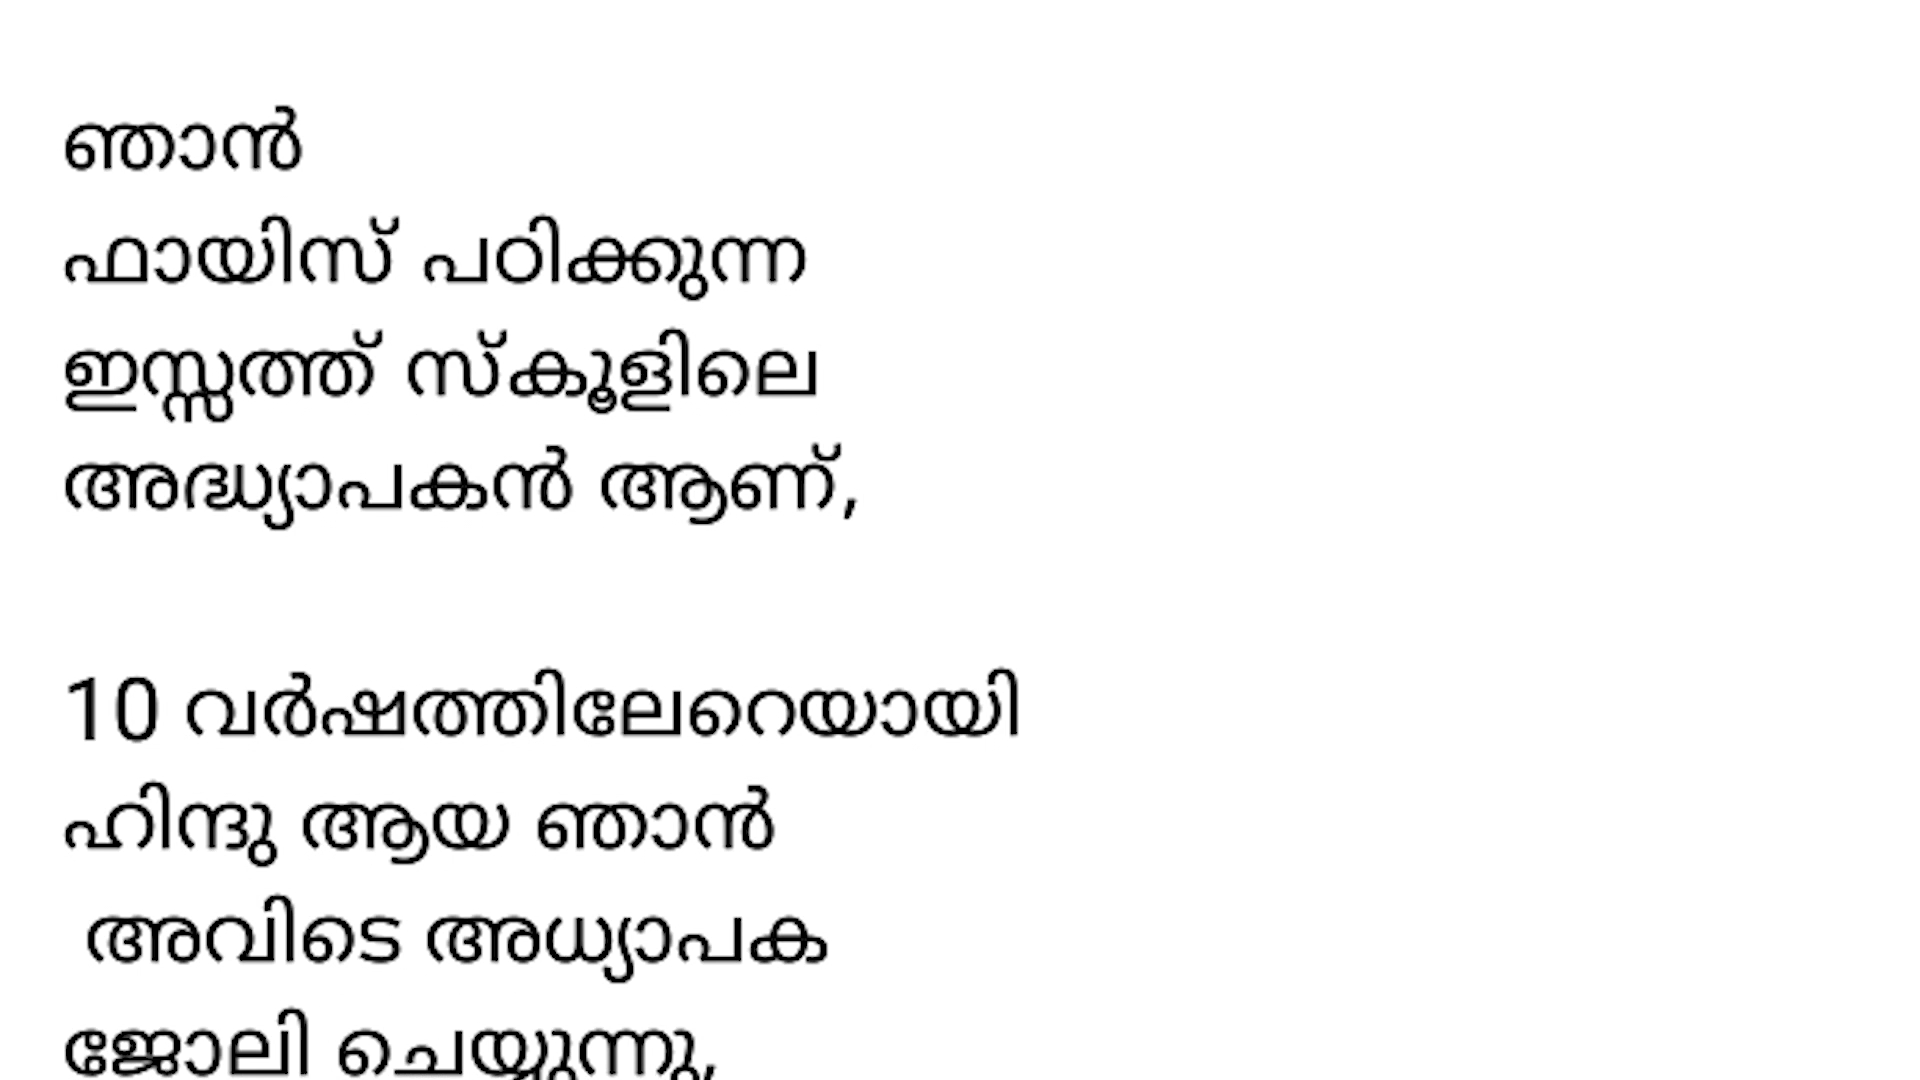 ഞാൻ
ഫായിസ് പഠിക്കുന്ന
ഇസ്സത്ത് സ്കൂളിലെ
അദ്ധ്യാപകൻ ആണ്,
10 വർഷത്തിലേറെയായി
ഹിന്ദു ആയ ഞാൻ
അവിടെ അധ്യാപക
ജോലി ചെയ്യുന്നു,